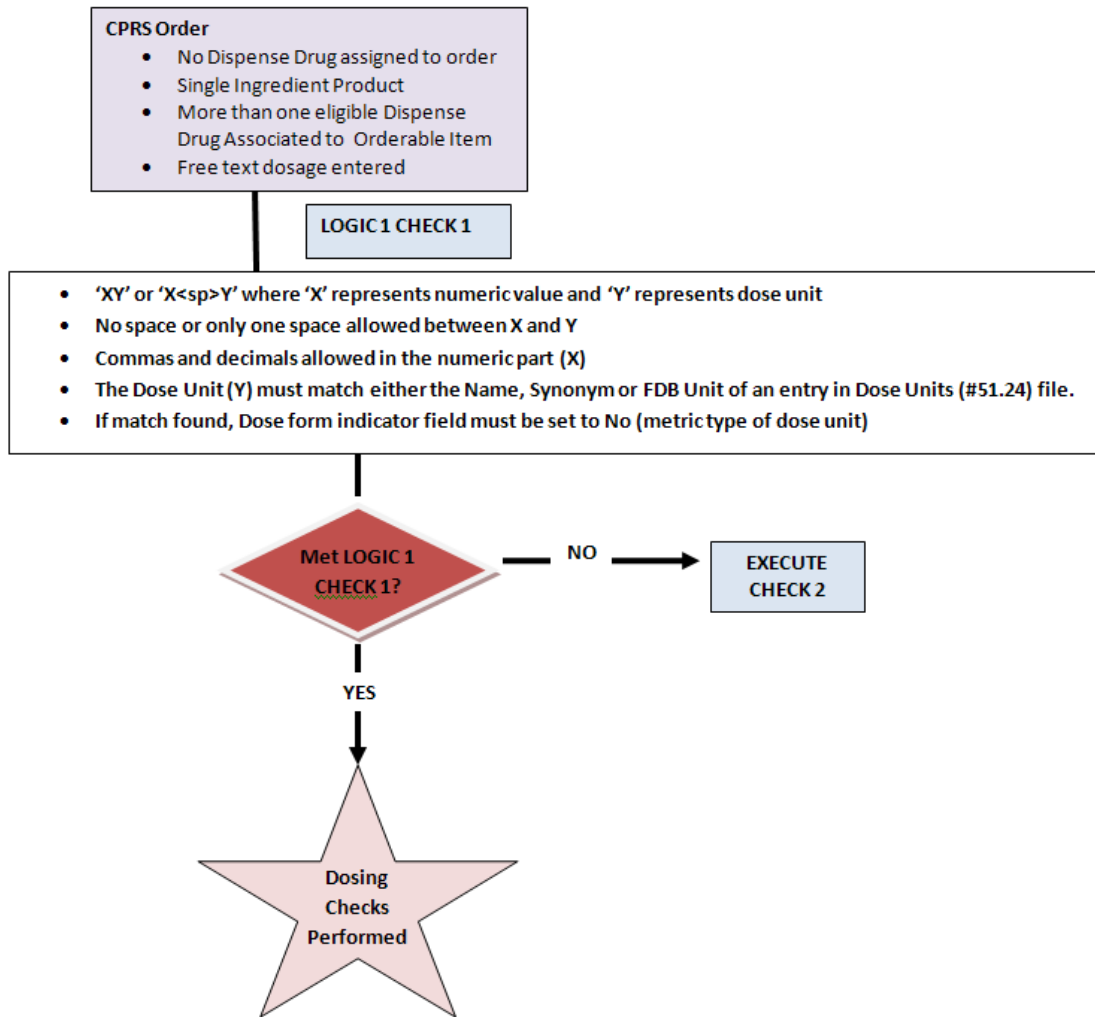 CPRS Order
• No Dispense Drug assigned to order
• Single Ingredient Product
• More than one eligible Dispense
Drug Associated to Orderable Item
• Free text dosage entered
LOGIC 1 CHECK 1
• ‘XY’ or ‘X<sp>Y’ where ‘X’ represents numeric value and ‘Y’ represents dose unit
• No space or only one space allowed between X and Y
• Commas and decimals allowed in the numeric part (X)
• The Dose Unit (Y) must match either the Name, Synonym or FDB Unit of an entry in Dose Units (#51.24) file.
• If match found, Dose form indicator field must be set to No (metric type of dose unit)
Met LOGIC 1
CHECK 1?
NO
EXECUTE
CHECK 2
YES
Dosing
Checks
Performed